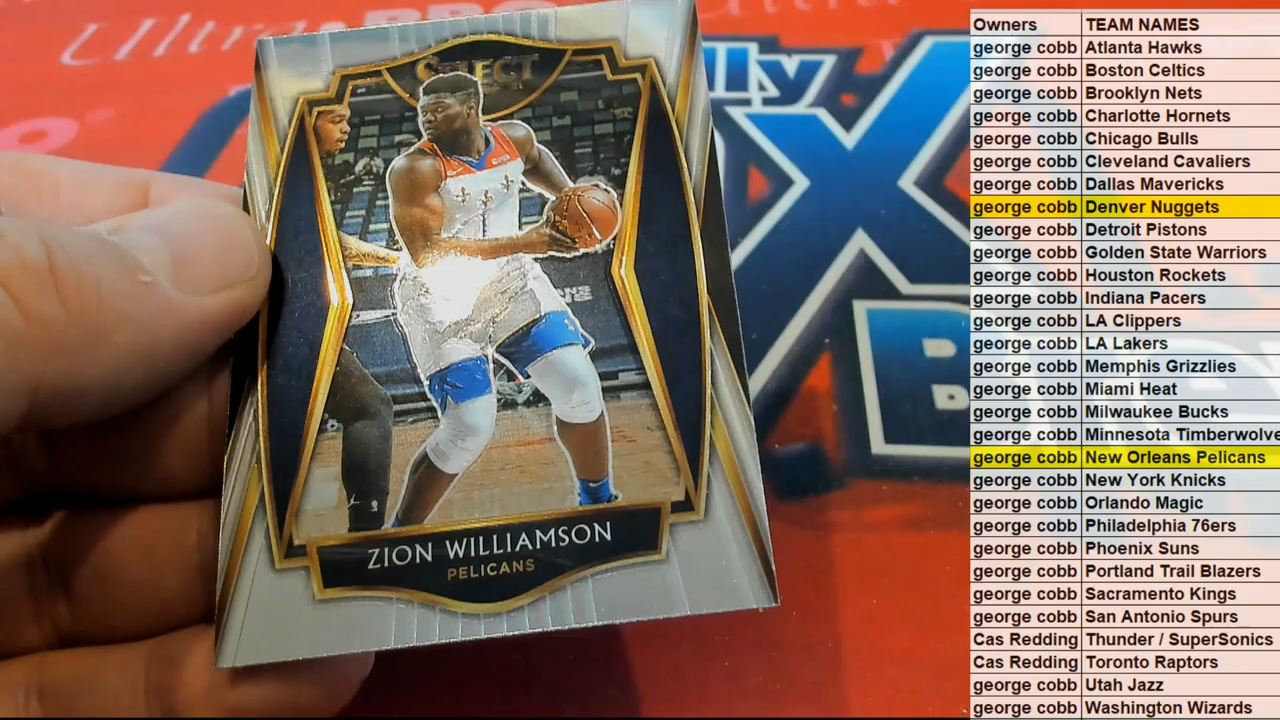 Ultra PRO
lly
X
B
SELECT
ZION WILLIAMSON
PELICANS
Owners TEAM NAMES
george cobb Atlanta Hawks
george cobb Boston Celtics
george cobb Brooklyn Nets
george cobb Charlotte Hornets
george cobb Chicago Bulls
george cobb Cleveland Cavaliers
george cobb Dallas Mavericks
george cobb Denver Nuggets
george cobb Detroit Pistons
george cobb Golden State Warriors
george cobb Houston Rockets
george cobb Indiana Pacers
george cobb LA Clippers
george cobb LA Lakers
george cobb Memphis Grizzlies
george cobb Miami Heat
george cobb Milwaukee Bucks
george cobb Minnesota Timberwolve
george cobb New Orleans Pelicans
george cobb New York Knicks
george cobb Orlando Magic
george cobb Philadelphia 76ers
george cobb Phoenix Suns
george cobb Portland Trail Blazers
george cobb Sacramento Kings
george cobb San Antonio Spurs
Cas Redding Thunder / SuperSonics
Cas Redding Toronto Raptors
george cobb Utah Jazz
george cobb Washington Wizards